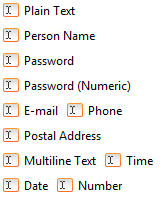 Plain Text
Person Name
Password
Password (Numeric)
E-mail Phone
Postal Address
Multiline Text Time
Date Number